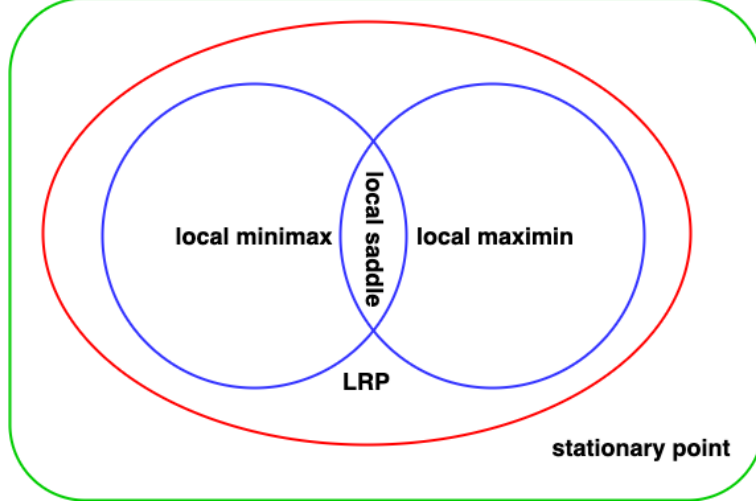 local minimax
local saddle
local maximin
LRP
stationary point